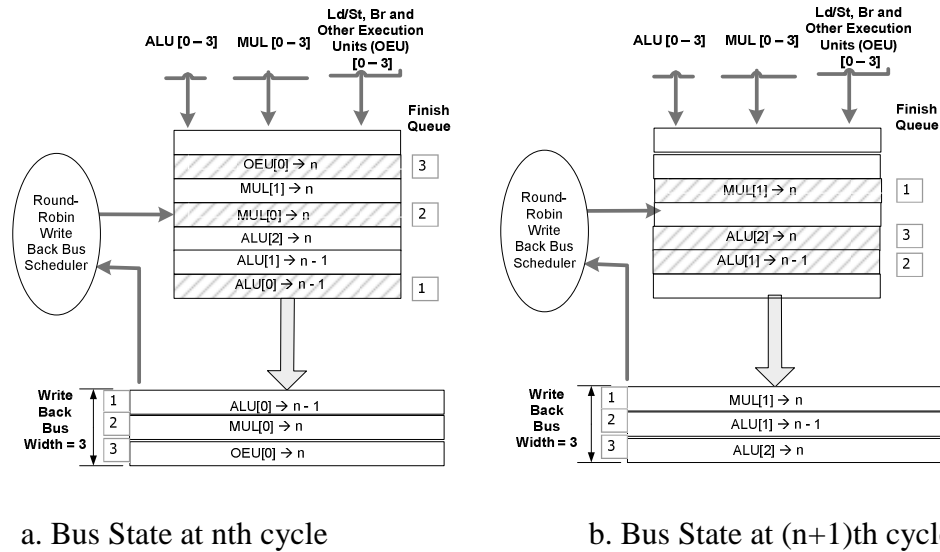 ALU [0 – 3]
MUL [0 – 3]
Ld/St, Br and
Other Execution
Units (OEU)
[0 – 3]
Finish
Queue
OEU[0] → n
3
MUL[1] → n
MUL[0] → n
2
ALU[2] → n
ALU[1] → n - 1
ALU[0] → n - 1
1
Round-
Robin
Write
Back Bus
Scheduler
Write
Back
Bus
Width = 3
1
ALU[0] → n - 1
2
MUL[0] → n
3
OEU[0] → n
a. Bus State at nth cycle
ALU [0 – 3]
MUL [0 – 3]
Ld/St, Br and
Other Execution
Units (OEU)
[0 – 3]
Finish
Queue
MUL[1] → n
1
ALU[2] → n
3
ALU[1] → n - 1
2
Round-
Robin
Write
Back Bus
Scheduler
Write
Back
Bus
Width = 3
1
MUL[1] → n
2
ALU[1] → n - 1
3
ALU[2] → n
b. Bus State at (n+1)th cycl